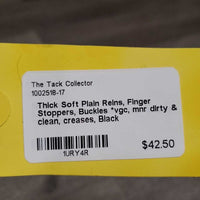 The Tack Collector
1002518-17
Thick Soft Plain Reins, Finger
Stoppers, Buckles *vgc, mnr dirty &
clean, creases, Black
$42.50
1URY4R